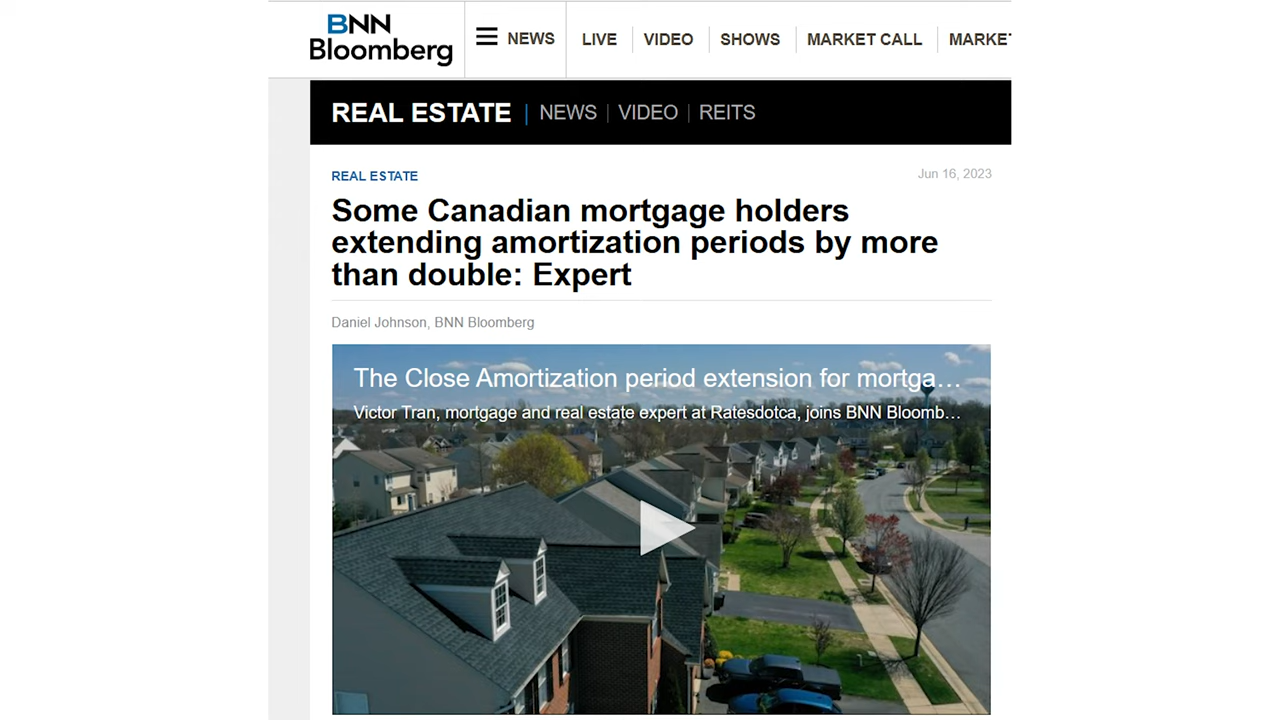 BNN
Bloomberg
NEWS
LIVE
VIDEO
SHOWS
MARKET CALL
MARKET
REAL ESTATE | NEWS | VIDEO | REITS
REAL ESTATE
Jun 16, 2023
Some Canadian mortgage holders
extending amortization periods by more
than double: Expert
Daniel Johnson, BNN Bloomberg
The Close Amortization period extension for mortga…
Victor Tran, mortgage and real estate expert at Ratesdotca, joins BNN Bloomb…